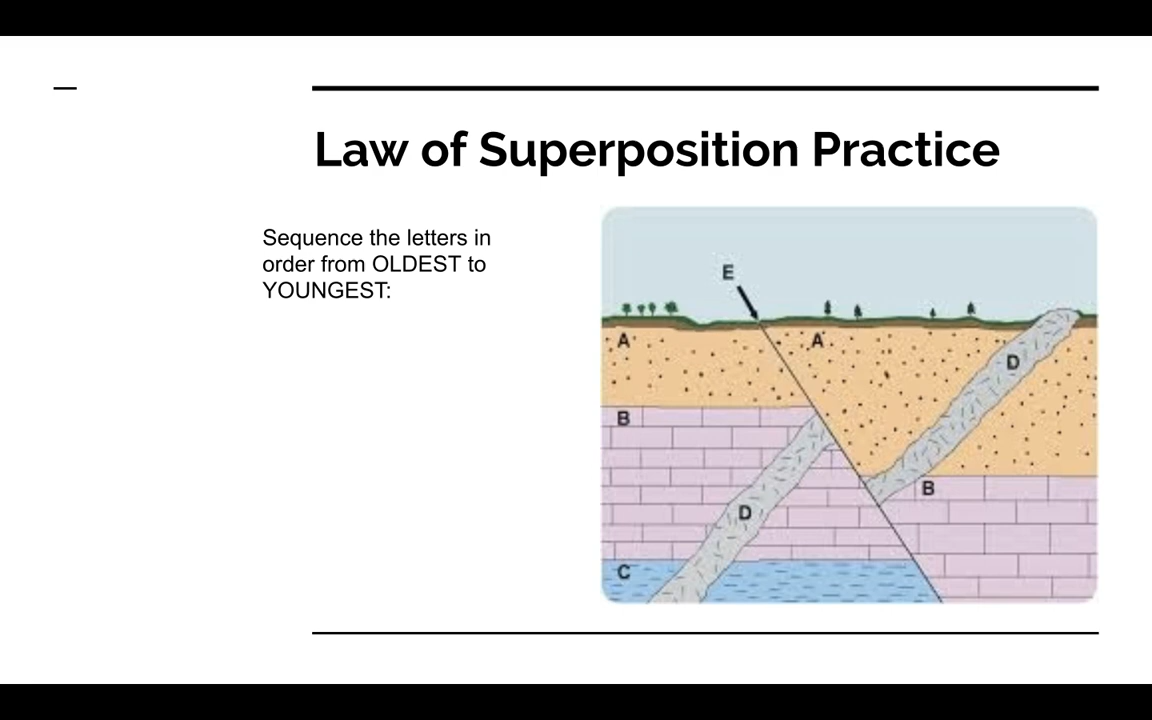 Law of Superposition Practice
Sequence the letters in
order from OLDEST to
YOUNGEST:
E
A
A
D
B
B
D
C